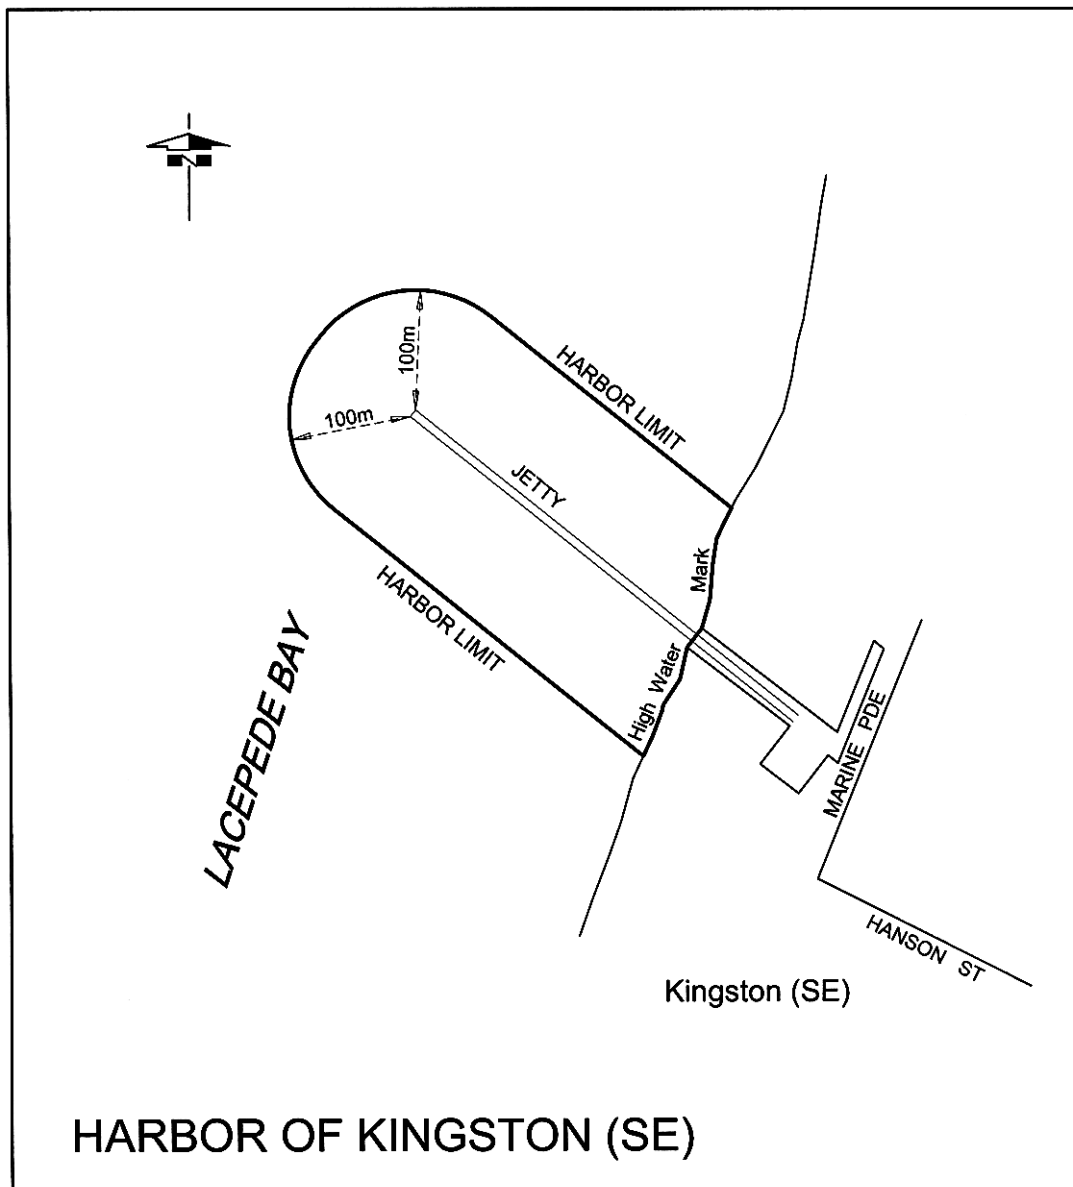 N
100m
100m
HARBOR LIMIT
JETTY
Mark
High Water
HARBOR LIMIT
LACEPEDE BAY
MARINE PDE
HANSON ST
Kingston (SE)
HARBOR OF KINGSTON (SE)